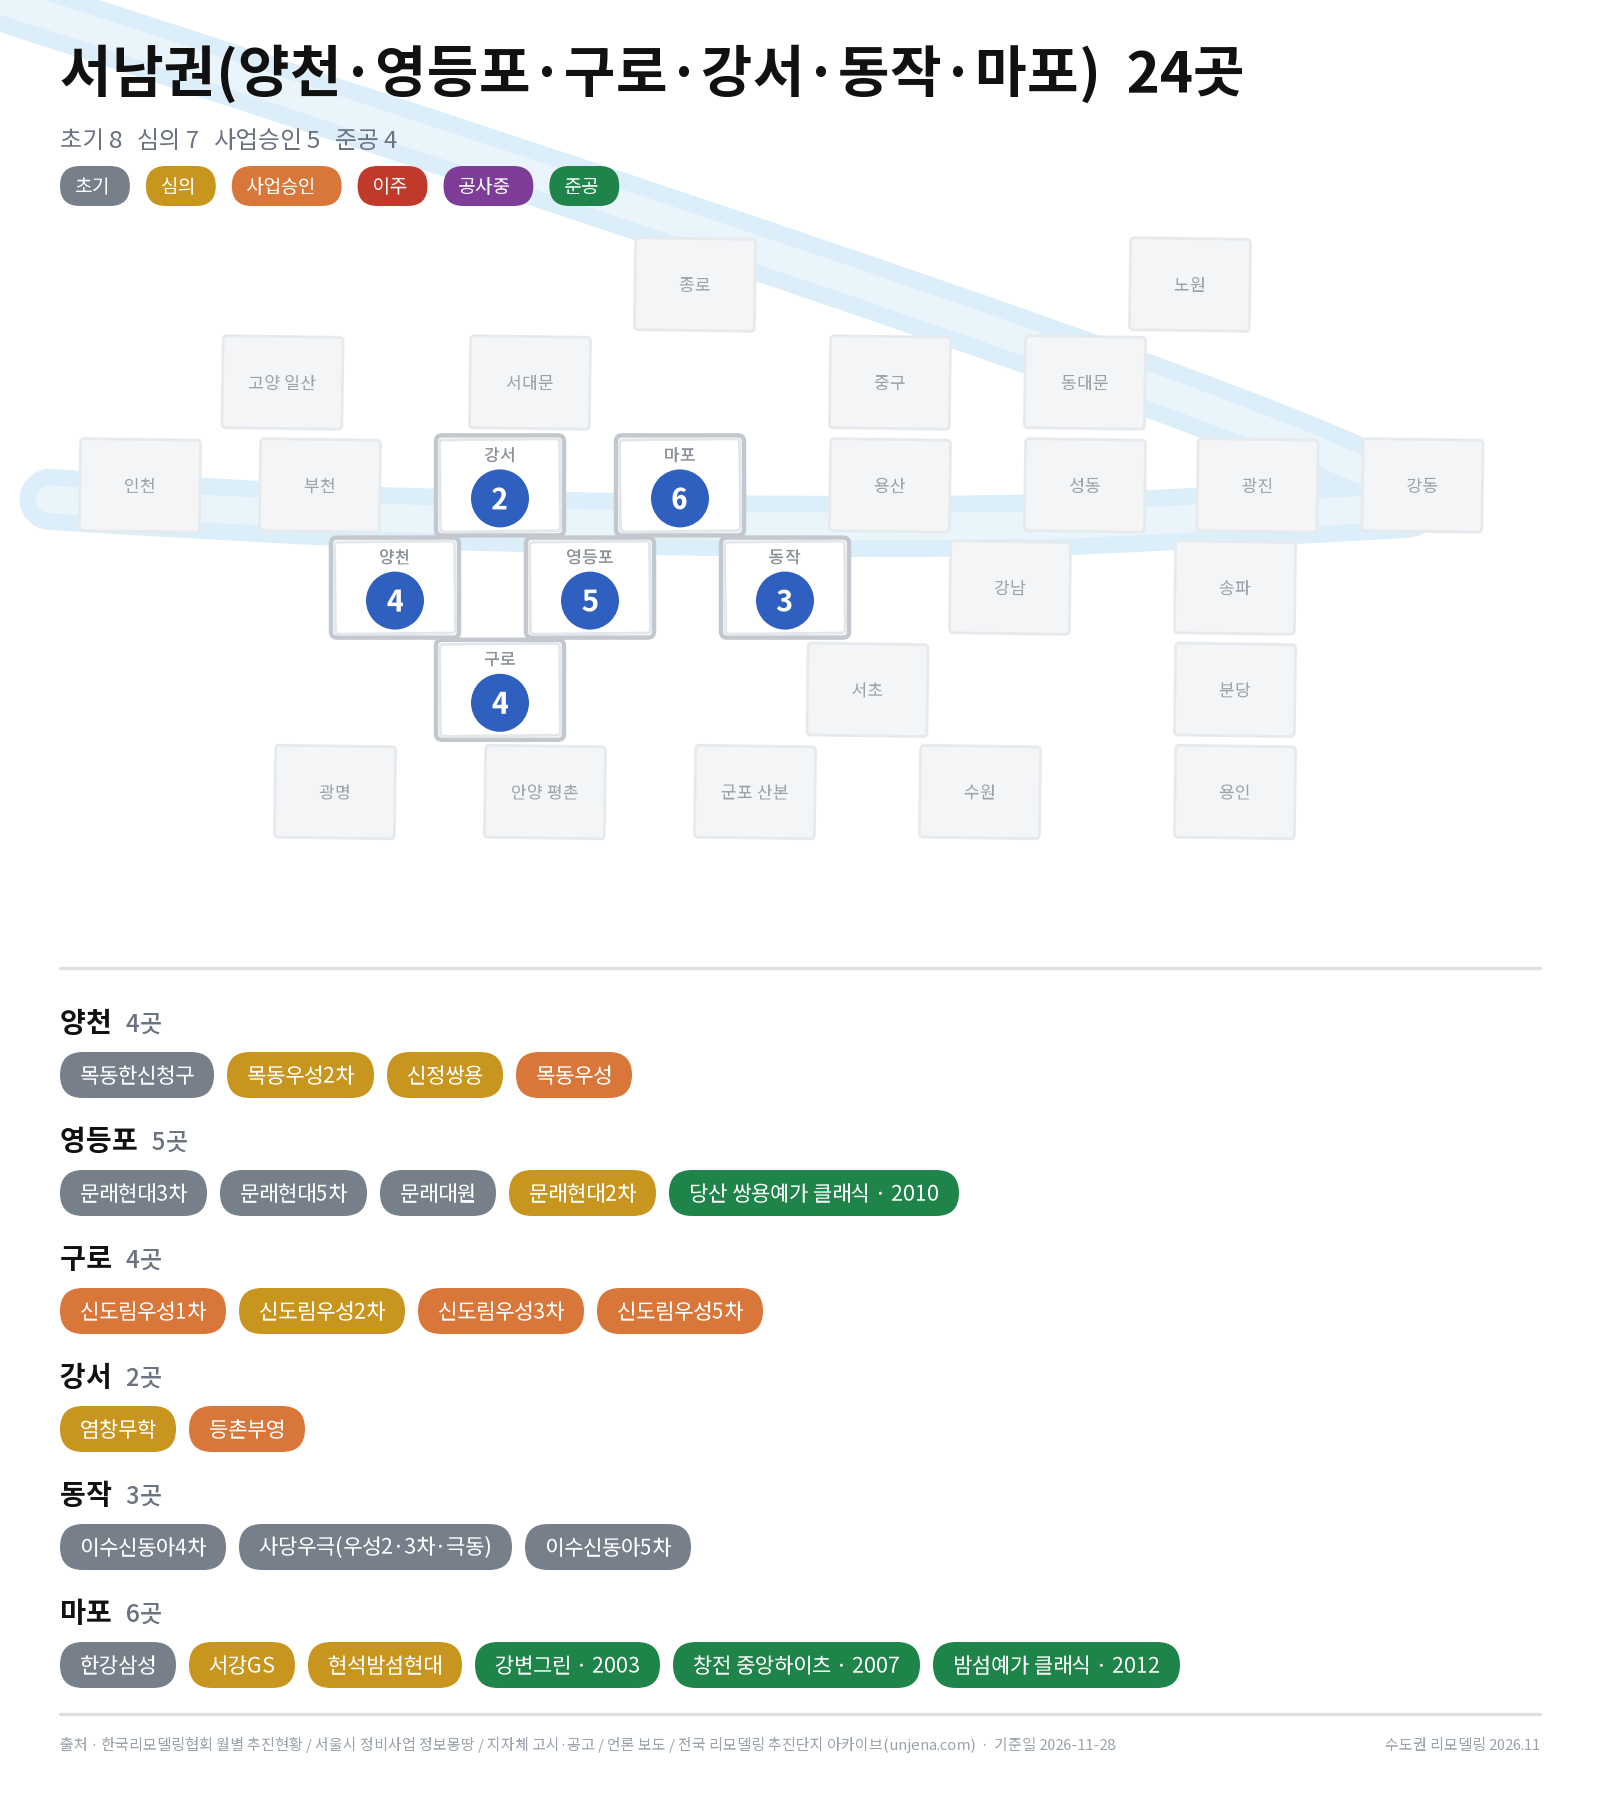 서남권(양천·영등포·구로·강서·동작·마포) 24곳
초기 8 심의 7 사업승인 5 준공 4
초기 심의 사업승인 이주 공사중 준공
종로 노원
고양 일산 서대문 중구 동대문
인천 부천 강서 마포 용산 성동 광진 강동
2 6
양천 영등포 동작 강남 송파
4 5 3
구로 서초 분당
4
광명 안양 평촌 군포 산본 수원 용인
양천 4곳
목동한신청구 목동우성2차 신정쌍용 목동우성
영등포 5곳
문래현대3차 문래현대5차 문래대원 문래현대2차 당산 쌍용예가 클래식 · 2010
구로 4곳
신도림우성1차 신도림우성2차 신도림우성3차 신도림우성5차
강서 2곳
염창무학 등촌부영
동작 3곳
이수신동아4차 사당우극(우성2·3차·극동) 이수신동아5차
마포 6곳
한강삼성 서강GS 현석밤섬현대 강변그린 · 2003 창전 중앙하이츠 · 2007 밤섬예가 클래식 · 2012
출처 · 한국리모델링협회 월별 추진현황 / 서울시 정비사업 정보몽땅 / 지자체 고시·공고 / 언론 보도 / 전국 리모델링 추진단지 아카이브(unjena.com) · 기준일 2026-11-28
수도권 리모델링 2026.11